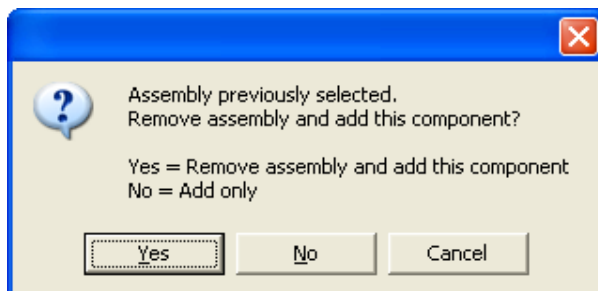 Assembly previously selected.
Remove assembly and add this component?
Yes = Remove assembly and add this component
No = Add only
Yes No Cancel